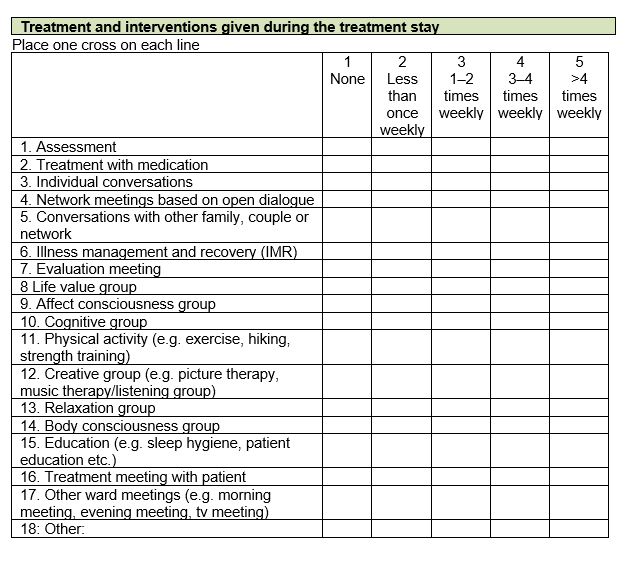 Treatment and interventions given during the treatment stay
Place one cross on each line
1 2 3 4 5
None Less 1–2 3–4 >4
than times times times
once weekly weekly weekly
weekly
1. Assessment
2. Treatment with medication
3. Individual conversations
4. Network meetings based on open dialogue
5. Conversations with other family, couple or
network
6. Illness management and recovery (IMR)
7. Evaluation meeting
8 Life value group
9. Affect consciousness group
10. Cognitive group
11. Physical activity (e.g. exercise, hiking,
strength training)
12. Creative group (e.g. picture therapy,
music therapy/listening group)
13. Relaxation group
14. Body consciousness group
15. Education (e.g. sleep hygiene, patient
education etc.)
16. Treatment meeting with patient
17. Other ward meetings (e.g. morning
meeting, evening meeting, tv meeting)
18: Other: